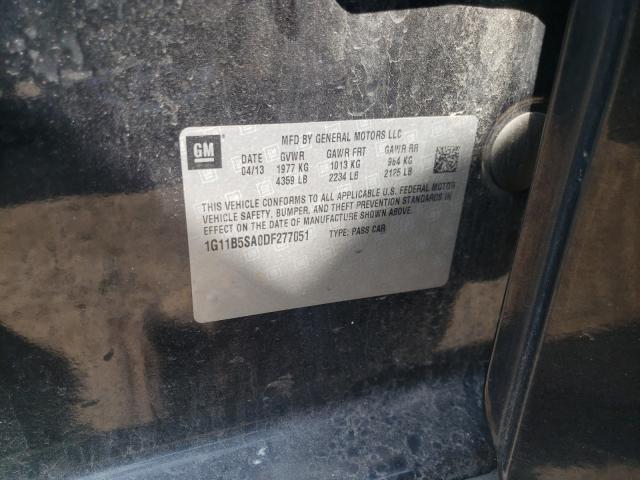 GM
MFD BY GENERAL MOTORS LLC
DATE GVWR GAWR FRT GAWR RR
04/13 1977 KG 1013 KG 964 KG
4359 LB 2234 LB 2125 LB
THIS VEHICLE CONFORMS TO ALL APPLICABLE U.S. FEDERAL MOTOR
VEHICLE SAFETY, BUMPER, AND THEFT PREVENTION STANDARDS IN
EFFECT ON THE DATE OF MANUFACTURE SHOWN ABOVE.
1G11B5SA0DF277051 TYPE: PASS CAR